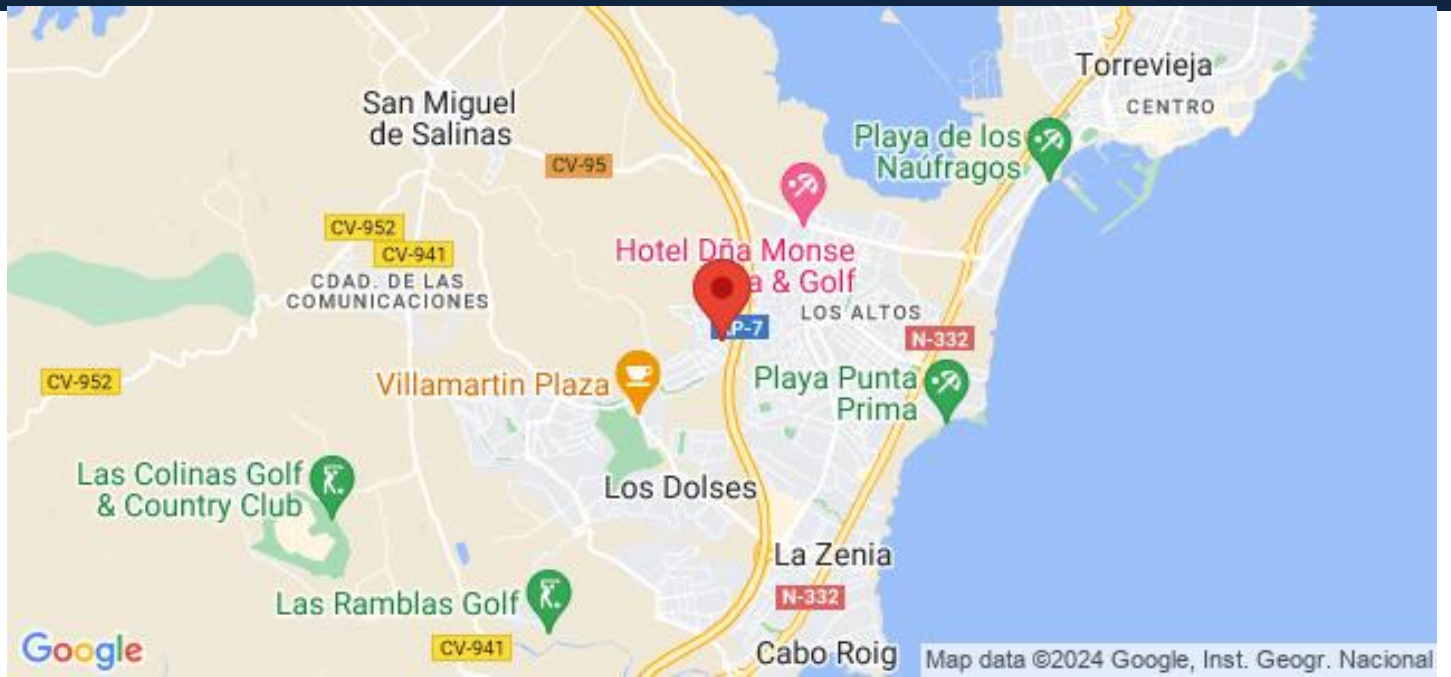 Torrevieja
CENTRO
San Miguel
de Salinas
Playa de los
Naúfragos
CV-95
CV-952
CV-941
Hotel Dña Monse
a & Golf
CDAD. DE LAS
COMUNICACIONES
LOS ALTOS
P-7
N-332
CV-952
Villamartin Plaza
Playa Punta
Prima
Las Colinas Golf
& Country Club
Los Dolses
La Zenia
Las Ramblas Golf
N-332
CV-941
Cabo Roig
Google
Map data ©2024 Google, Inst. Geogr. Nacional